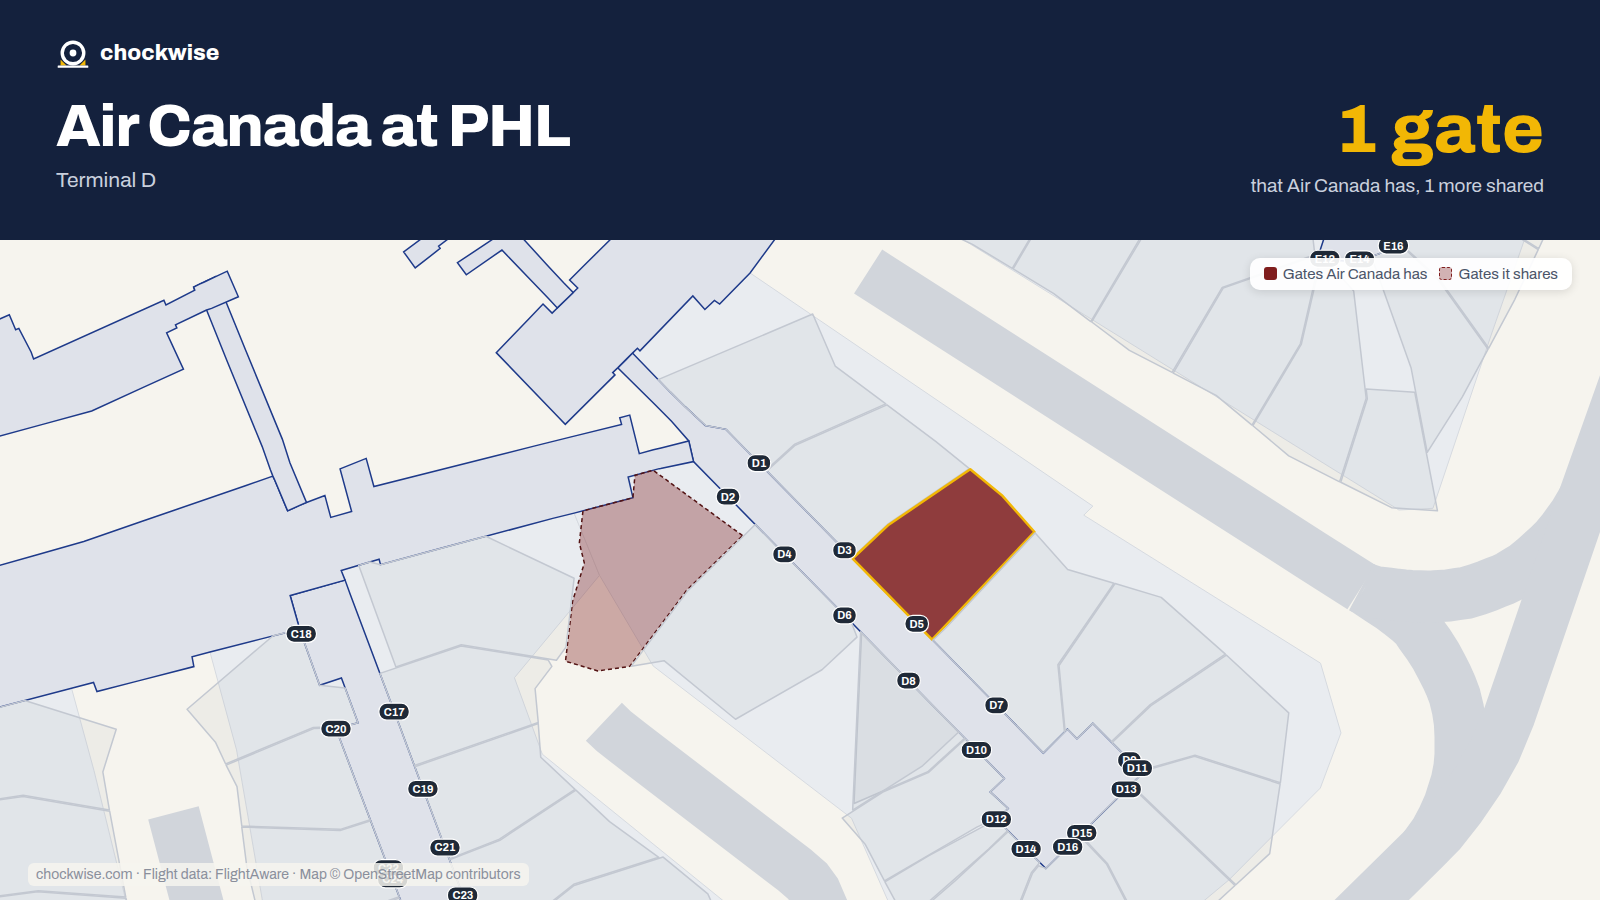 chockwise
Air Canada at PHL
Terminal D
1 gate
that Air Canada has, 1 more shared
E16
Gates Air Canada has
Gates it shares
D1
D2
D3
D4
D5
D6
D8
D7
D10
D11
D13
D12
D15
D14
D16
C18
C17
C20
C19
C21
C23
chockwise.com · Flight data: FlightAware · Map © OpenStreetMap contributors